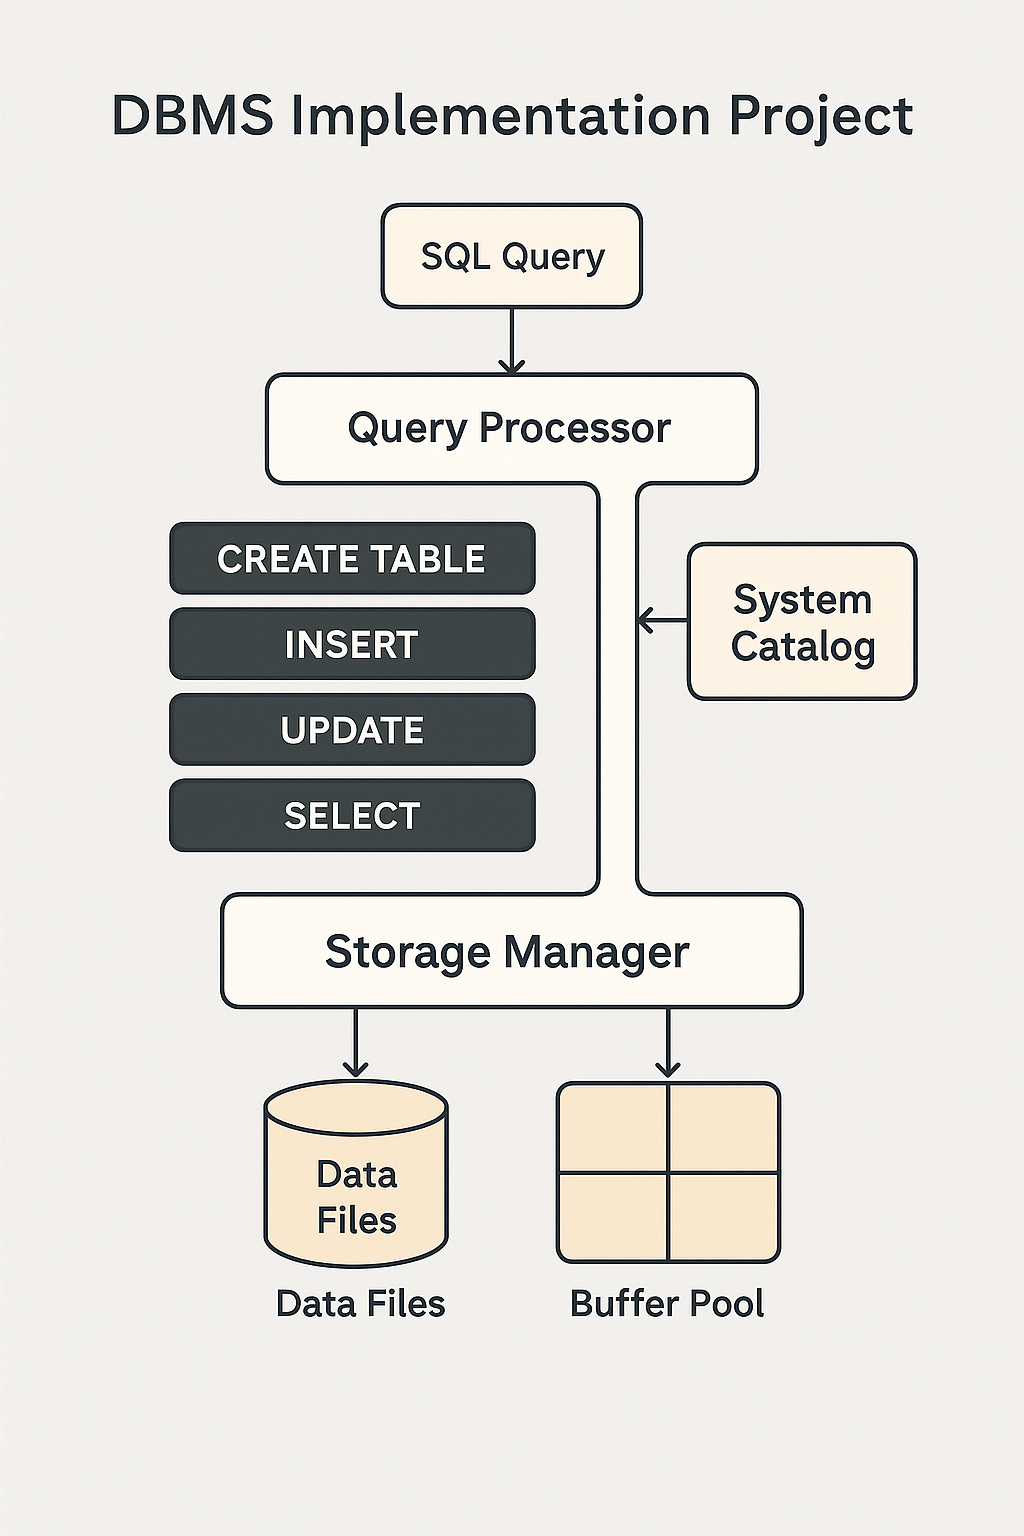 DBMS Implementation Project
SQL Query
Query Processor
CREATE TABLE
INSERT
UPDATE
SELECT
System
Catalog
Storage Manager
Data
Files
Data Files
Buffer Pool